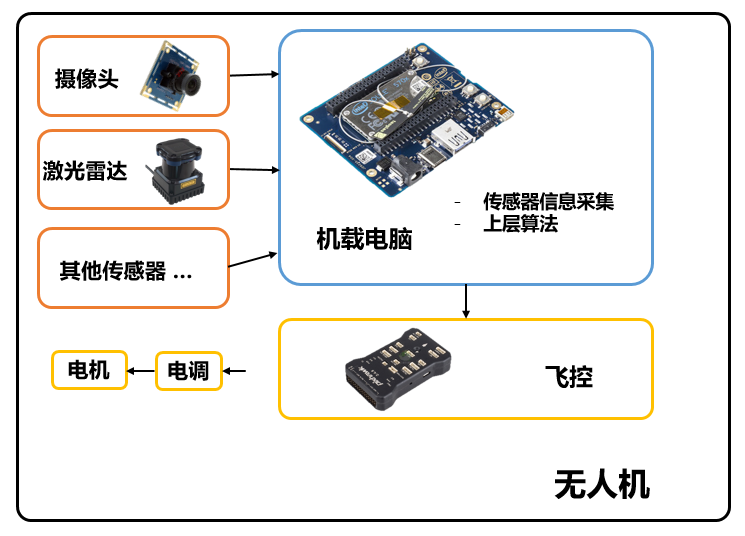 摄像头
激光雷达
其他传感器 ...
机载电脑
- 传感器信息采集
- 上层算法
电机
电调
飞控
无人机